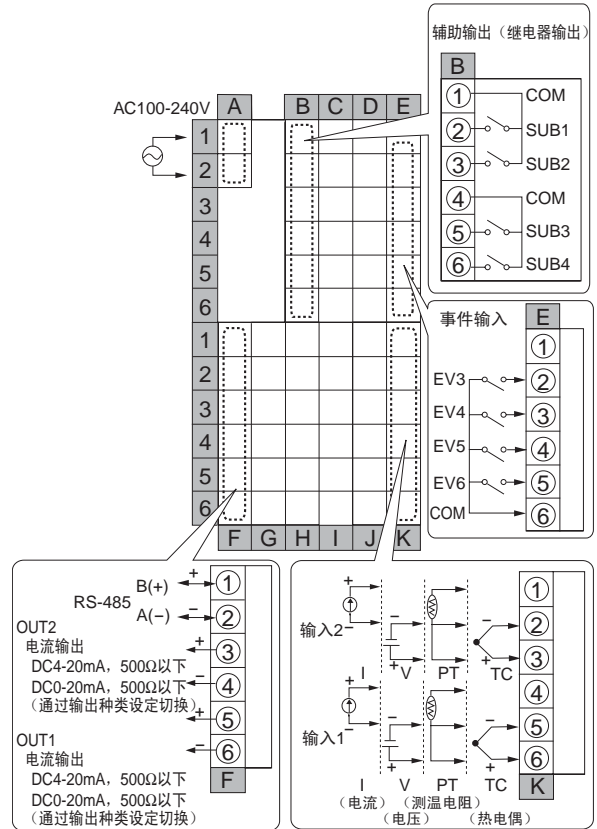 辅助输出（继电器输出）
B
① COM
② SUB1
③ SUB2
④ COM
⑤ SUB3
⑥ SUB4
AC100-240V A B C D E
1
2
3
4
5
6
1
2
3
4
5
6
F G H I J K
事件输入 E
①
EV3 ②
EV4 ③
EV5 ④
EV6 ⑤
COM ⑥
RS-485
B(+) + ①
A(−) − ②
OUT2
电流输出
DC4-20mA，500Ω以下
DC0-20mA，500Ω以下
（通过输出种类设定切换）
+ ③
− ④
OUT1
电流输出
DC4-20mA，500Ω以下
DC0-20mA，500Ω以下
（通过输出种类设定切换）
+ ⑤
− ⑥
F
输入2
+ − − + − +
I V PT TC
输入1
+ − − + − +
I V PT TC
（电流）（测温电阻）
（电压）（热电偶）
①
②
③
④
⑤
⑥
K